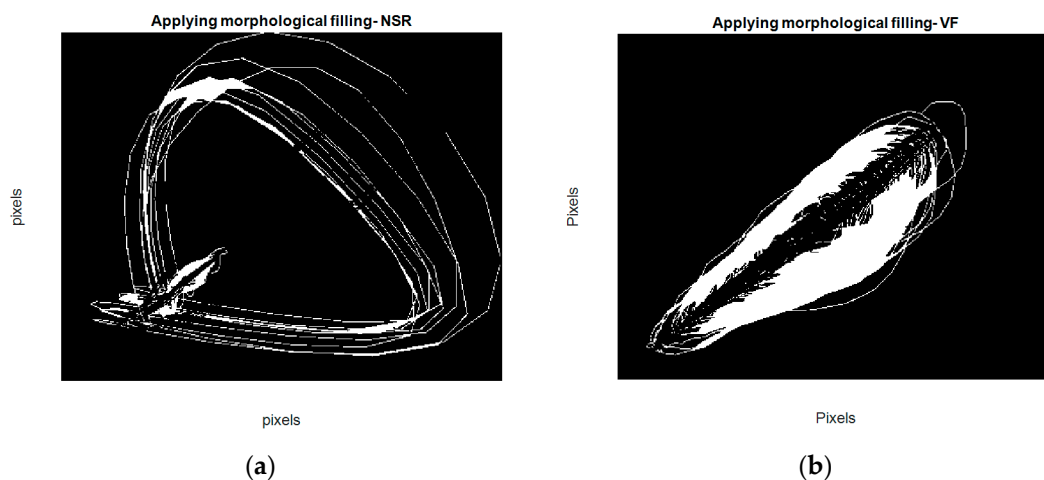 Applying morphological filling- NSR
pixels
pixels
(a)
Applying morphological filling- VF
Pixels
Pixels
(b)